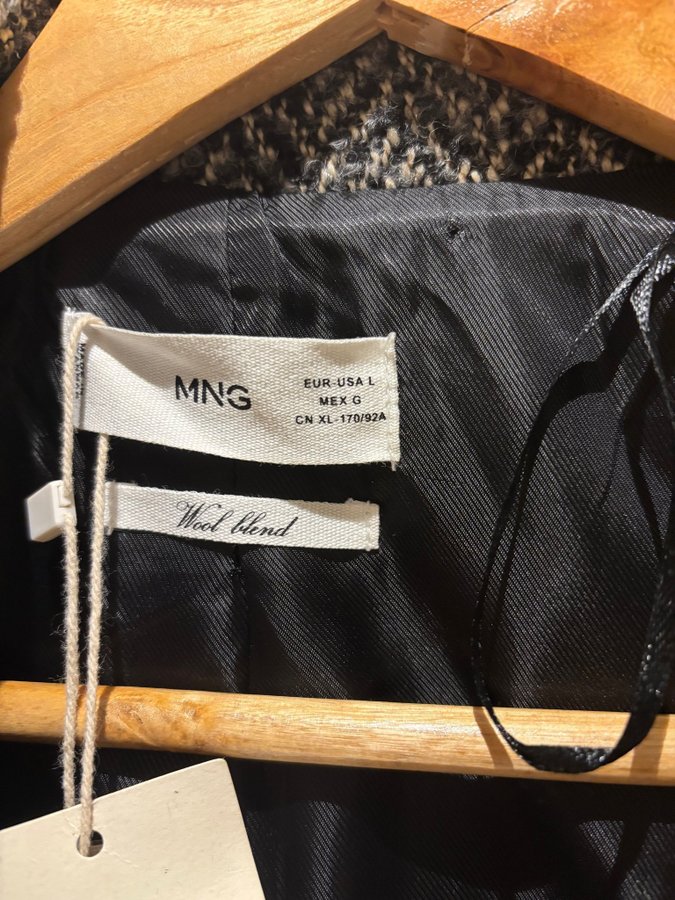 MNG
EUR-USA L
MEX G
CN XL-170/92A
Wool blend